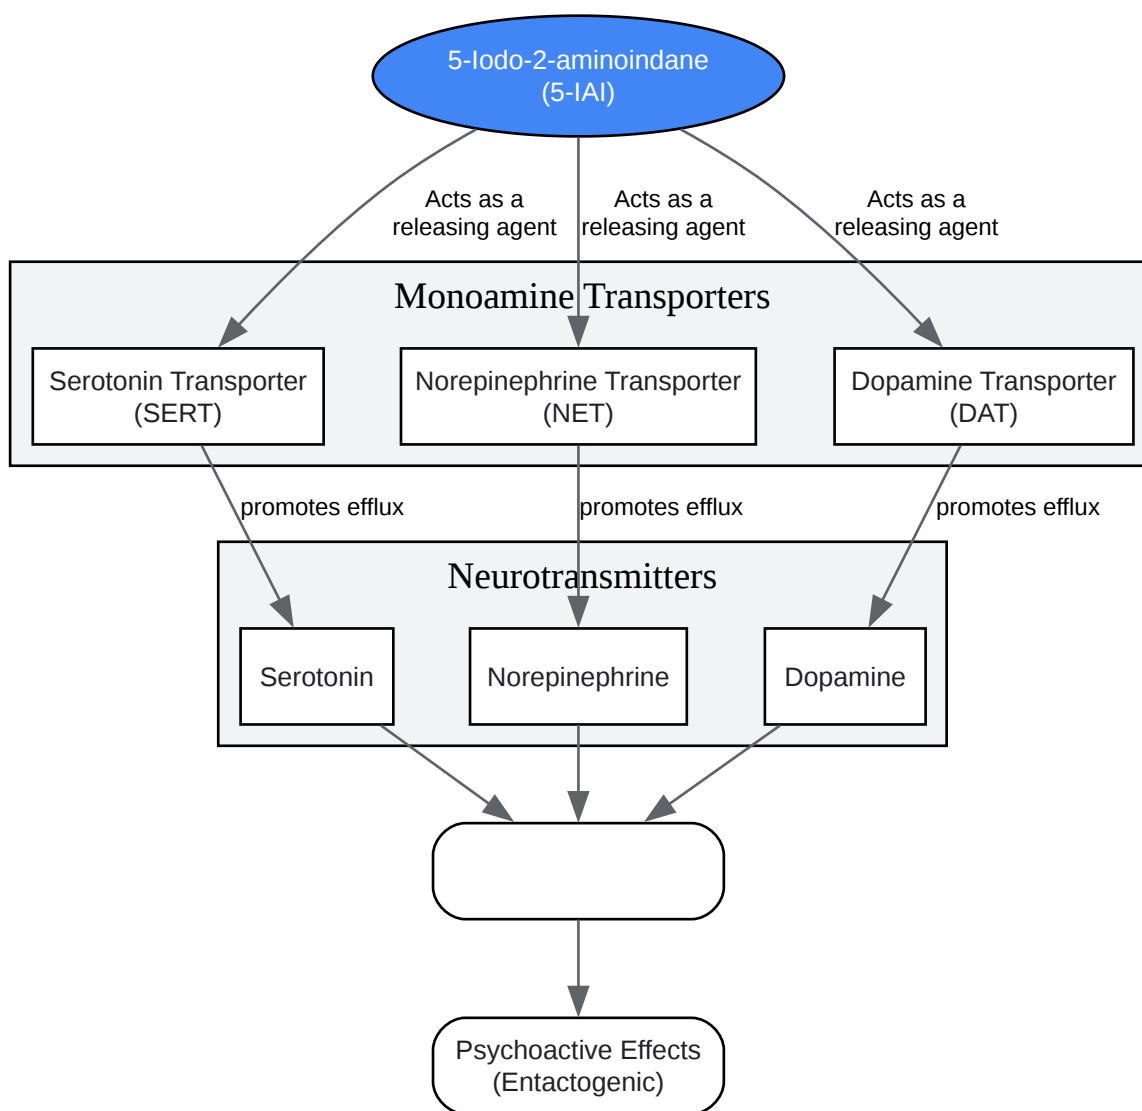 5-Iodo-2-aminoindane
(5-IAI)
Acts as a
releasing agent
Acts as a
releasing agent
Acts as a
releasing agent
Monoamine Transporters
Serotonin Transporter
(SERT)
Norepinephrine Transporter
(NET)
Dopamine Transporter
(DAT)
promotes efflux
promotes efflux
promotes efflux
Neurotransmitters
Serotonin
Norepinephrine
Dopamine
Psychoactive Effects
(Entactogenic)